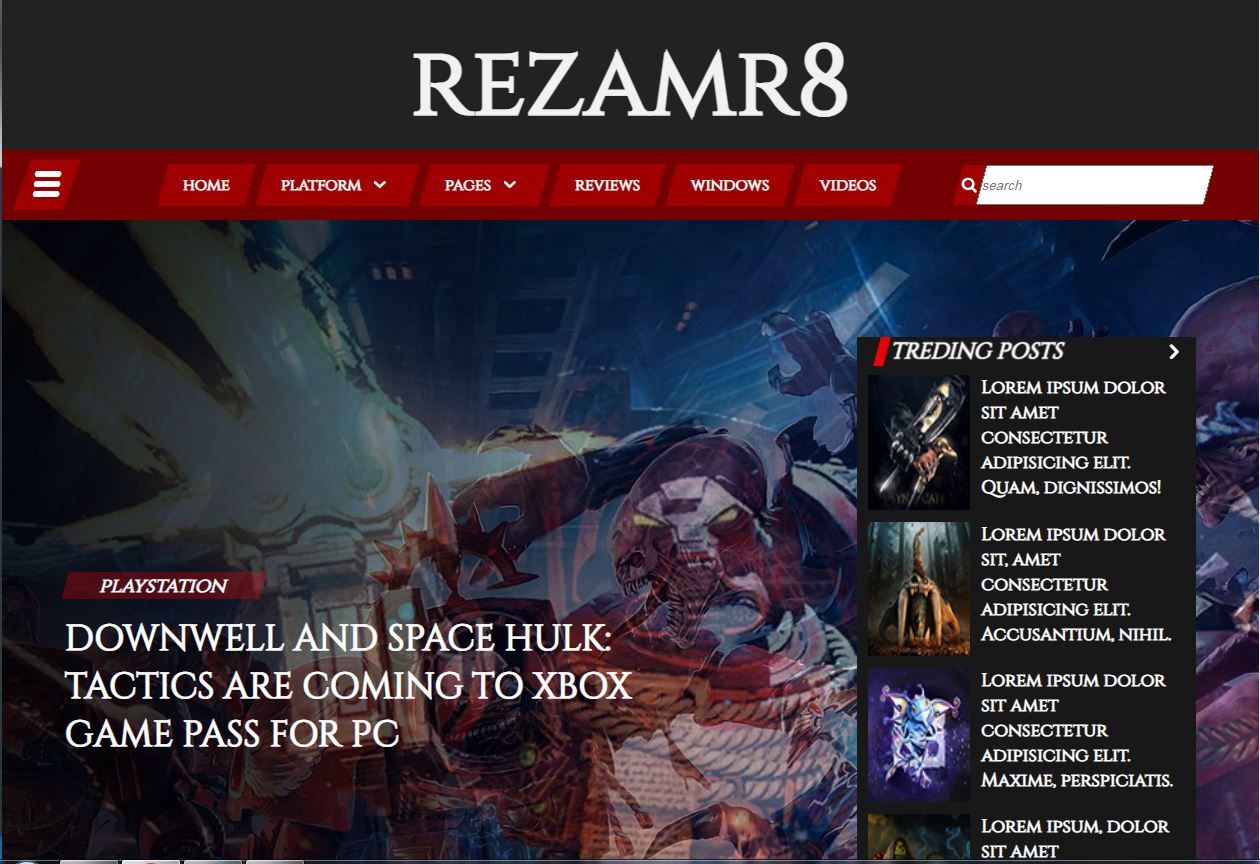 REZAMR8
HOME
PLATFORM
PAGES
REVIEWS
WINDOWS
VIDEOS
search
TREDING POSTS
LOREM IPSUM DOLOR
SIT AMET
CONSECTETUR
ADIPISICING ELIT.
QUAM, DIGNISSIMOS!
LOREM IPSUM DOLOR
SIT, AMET
CONSECTETUR
ADIPISICING ELIT.
ACCUSANTIUM, NIHIL.
LOREM IPSUM DOLOR
SIT AMET
CONSECTETUR
ADIPISICING ELIT.
MAXIME, PERSPICIATIS.
LOREM IPSUM, DOLOR
SIT AMET
PLAYSTATION
DOWNWELL AND SPACE HULK:
TACTICS ARE COMING TO XBOX
GAME PASS FOR PC